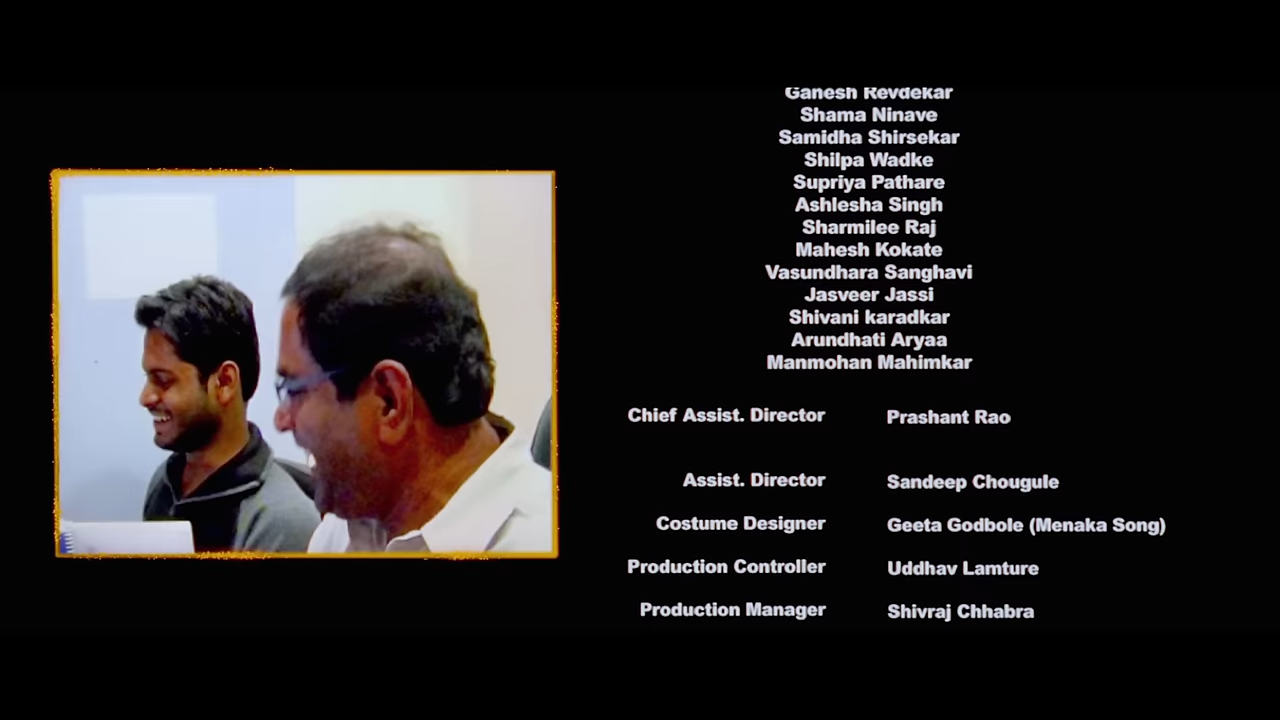 Ganesh Revdekar
Shama Ninave
Samidha Shirsekar
Shilpa Wadke
Supriya Pathare
Ashlesha Singh
Sharmilee Raj
Mahesh Kokate
Vasundhara Sanghavi
Jasveer Jassi
Shivani karadkar
Arundhati Aryaa
Manmohan Mahimkar
Chief Assist. Director Prashant Rao
Assist. Director Sandeep Chougule
Costume Designer Geeta Godbole (Menaka Song)
Production Controller Uddhav Lamture
Production Manager Shivraj Chhabra